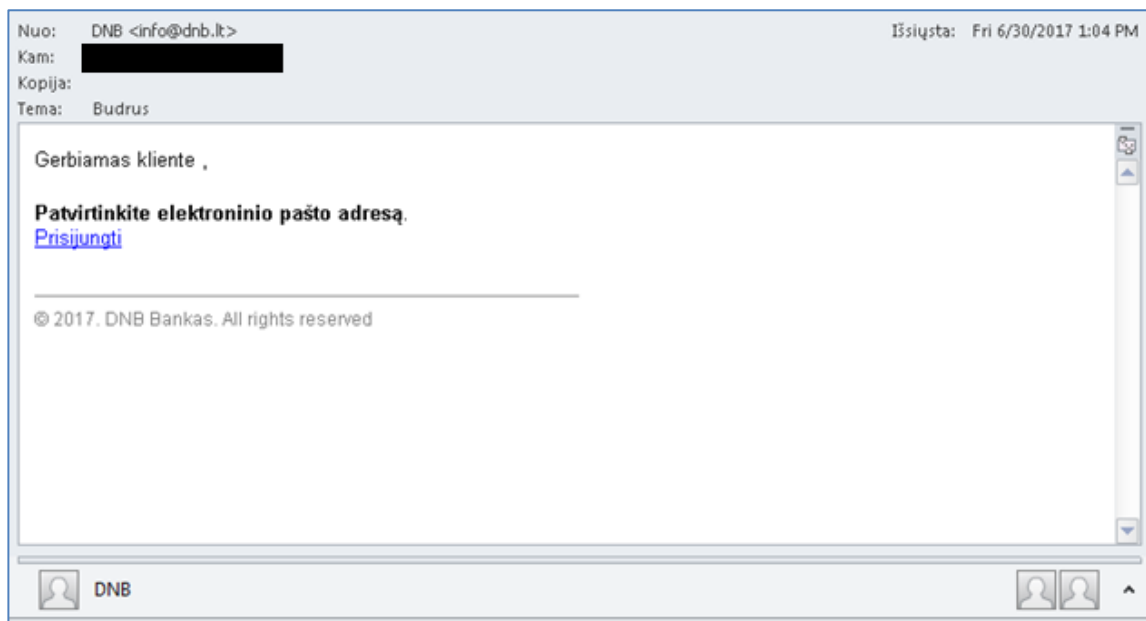 Nuo: DNB <info@dnb.lt> Išsiųsta: Fri 6/30/2017 1:04 PM
Kam:
Kopija:
Tema: Budrus
Gerbiamas kliente ,
Patvirtinkite elektroninio pašto adresą.
Prisijungti
© 2017. DNB Bankas. All rights reserved
DNB